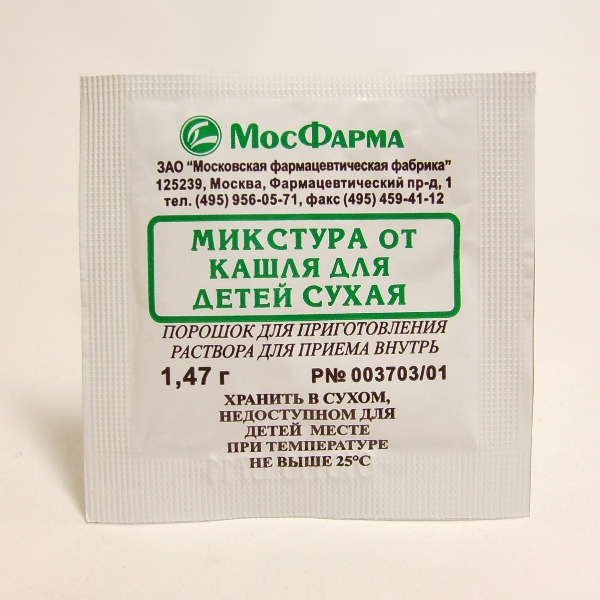 МосФарма
ЗАО "Московская фармацевтическая фабрика"
125239, Москва, Фармацевтический пр-д, 1
тел. (495) 956-05-71, факс (495) 459-41-12
МИКСТУРА ОТ
КАШЛЯ ДЛЯ
ДЕТЕЙ СУХАЯ
ПОРОШОК ДЛЯ ПРИГОТОВЛЕНИЯ
РАСТВОРА ДЛЯ ПРИЕМА ВНУТРЬ
1,47 г Р№ 003703/01
ХРАНИТЬ В СУХОМ,
НЕДОСТУПНОМ ДЛЯ
ДЕТЕЙ МЕСТЕ
ПРИ ТЕМПЕРАТУРЕ
НЕ ВЫШЕ 25°С